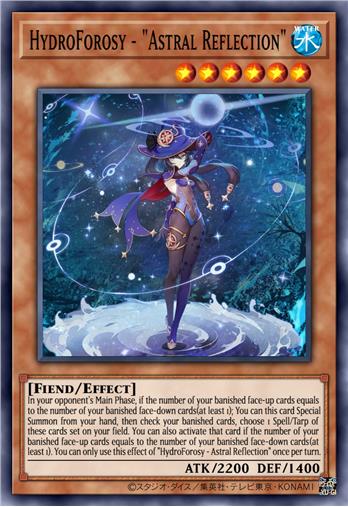 HydroForosy - "Astral Reflection"
WATER
水
[Fiend/Effect]
In your opponent's Main Phase, if the number of your banished face-up cards equals
to the number of your banished face-down cards(at least 1); You can this card Special
Summon from your hand, then check your banished cards, choose 1 Spell/Tarp of
these cards set on your field. You can also activate that card if the number of your
banished face-up cards equals to the number of your banished face-down cards(at
least 1). You can only use this effect of "HydroForosy - Astral Reflection" once per turn.
ATK/2200 DEF/1400
©スタジオ・ダイス／集英社・テレビ東京・KONAMI